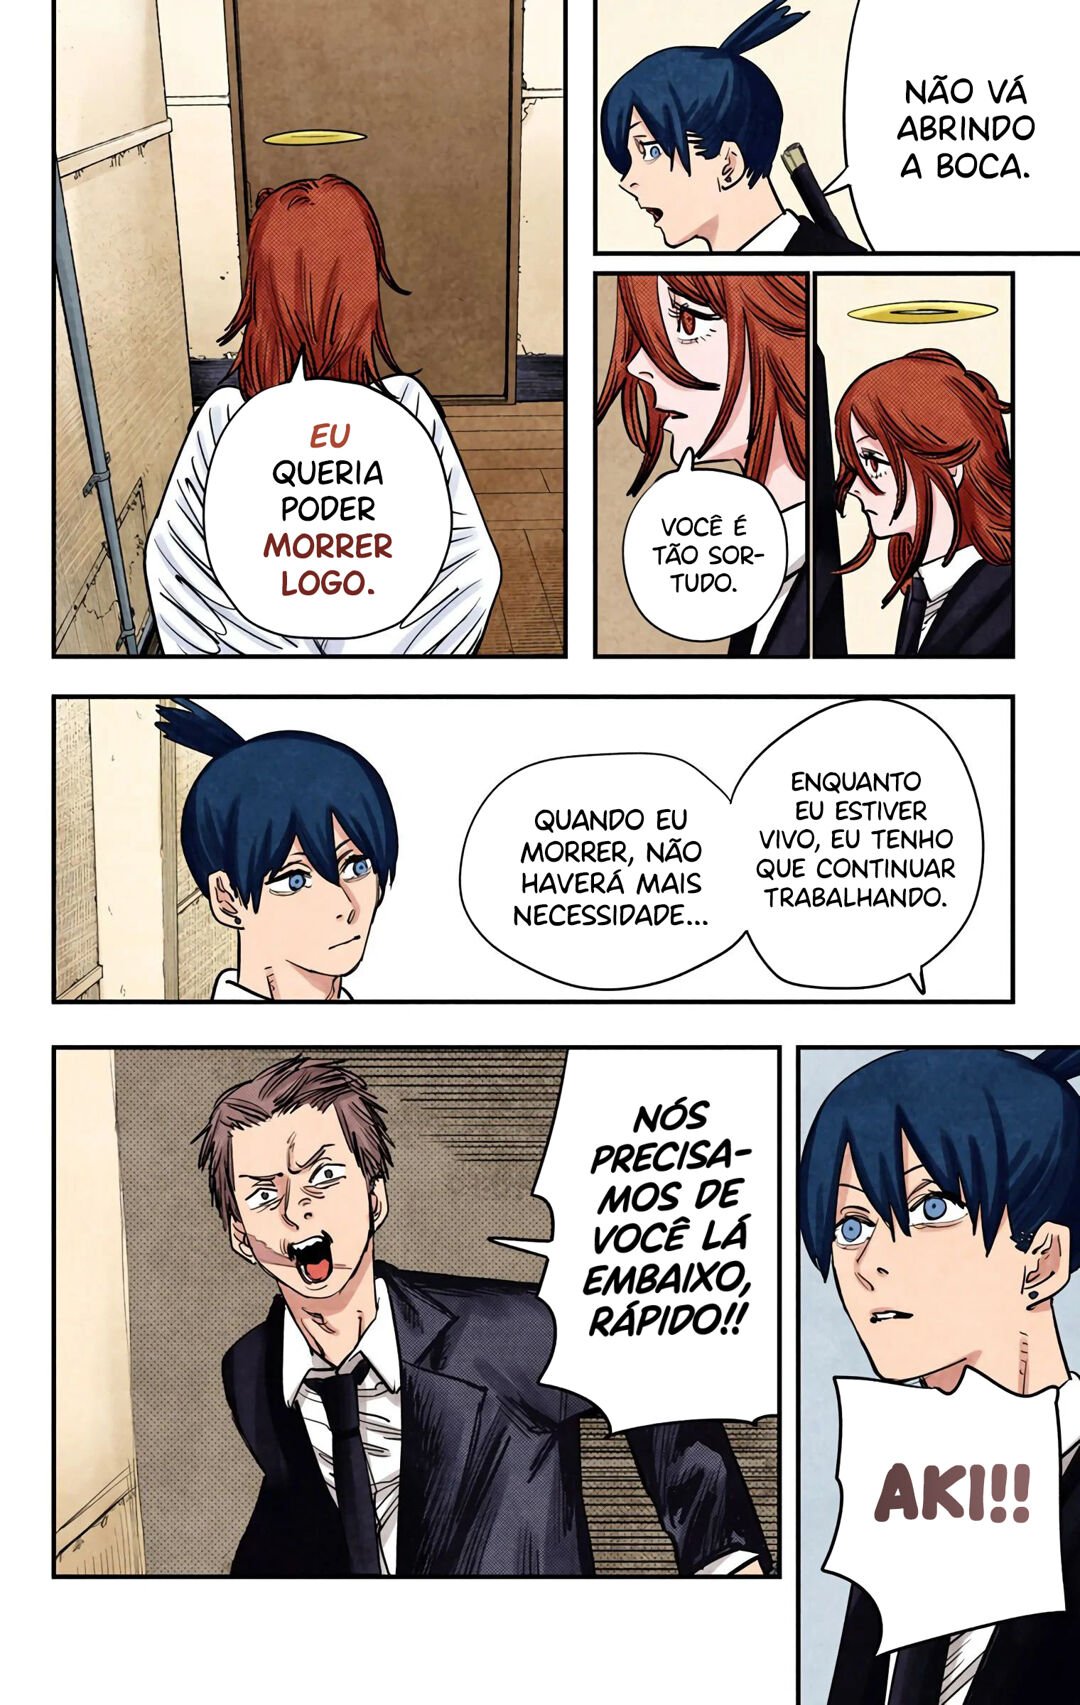 NÃO VÁ
ABRINDO
A BOCA.
EU
QUERIA
PODER
MORRER
LOGO.
VOCÊ É
TÃO SOR-
TUDO.
ENQUANTO
EU ESTIVER
VIVO, EU TENHO
QUE CONTINUAR
TRABALHANDO.
QUANDO EU
MORRER, NÃO
HAVERÁ MAIS
NECESSIDADE...
AKI!!!
NÓS
PRECISA-
MOS DE
VOCÊ LÁ
EMBAIXO,
RÁPIDO!!